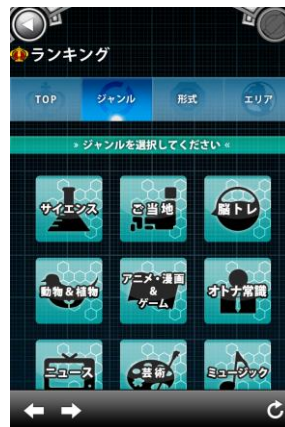 ランキング
TOP
ジャンル
形式
エリア
» ジャンルを選択してください «
サイエンス
ご当地
脳トレ
動物&植物
アニメ・漫画
&
ゲーム
オトナ常識
ニュース
芸術
ミュージック